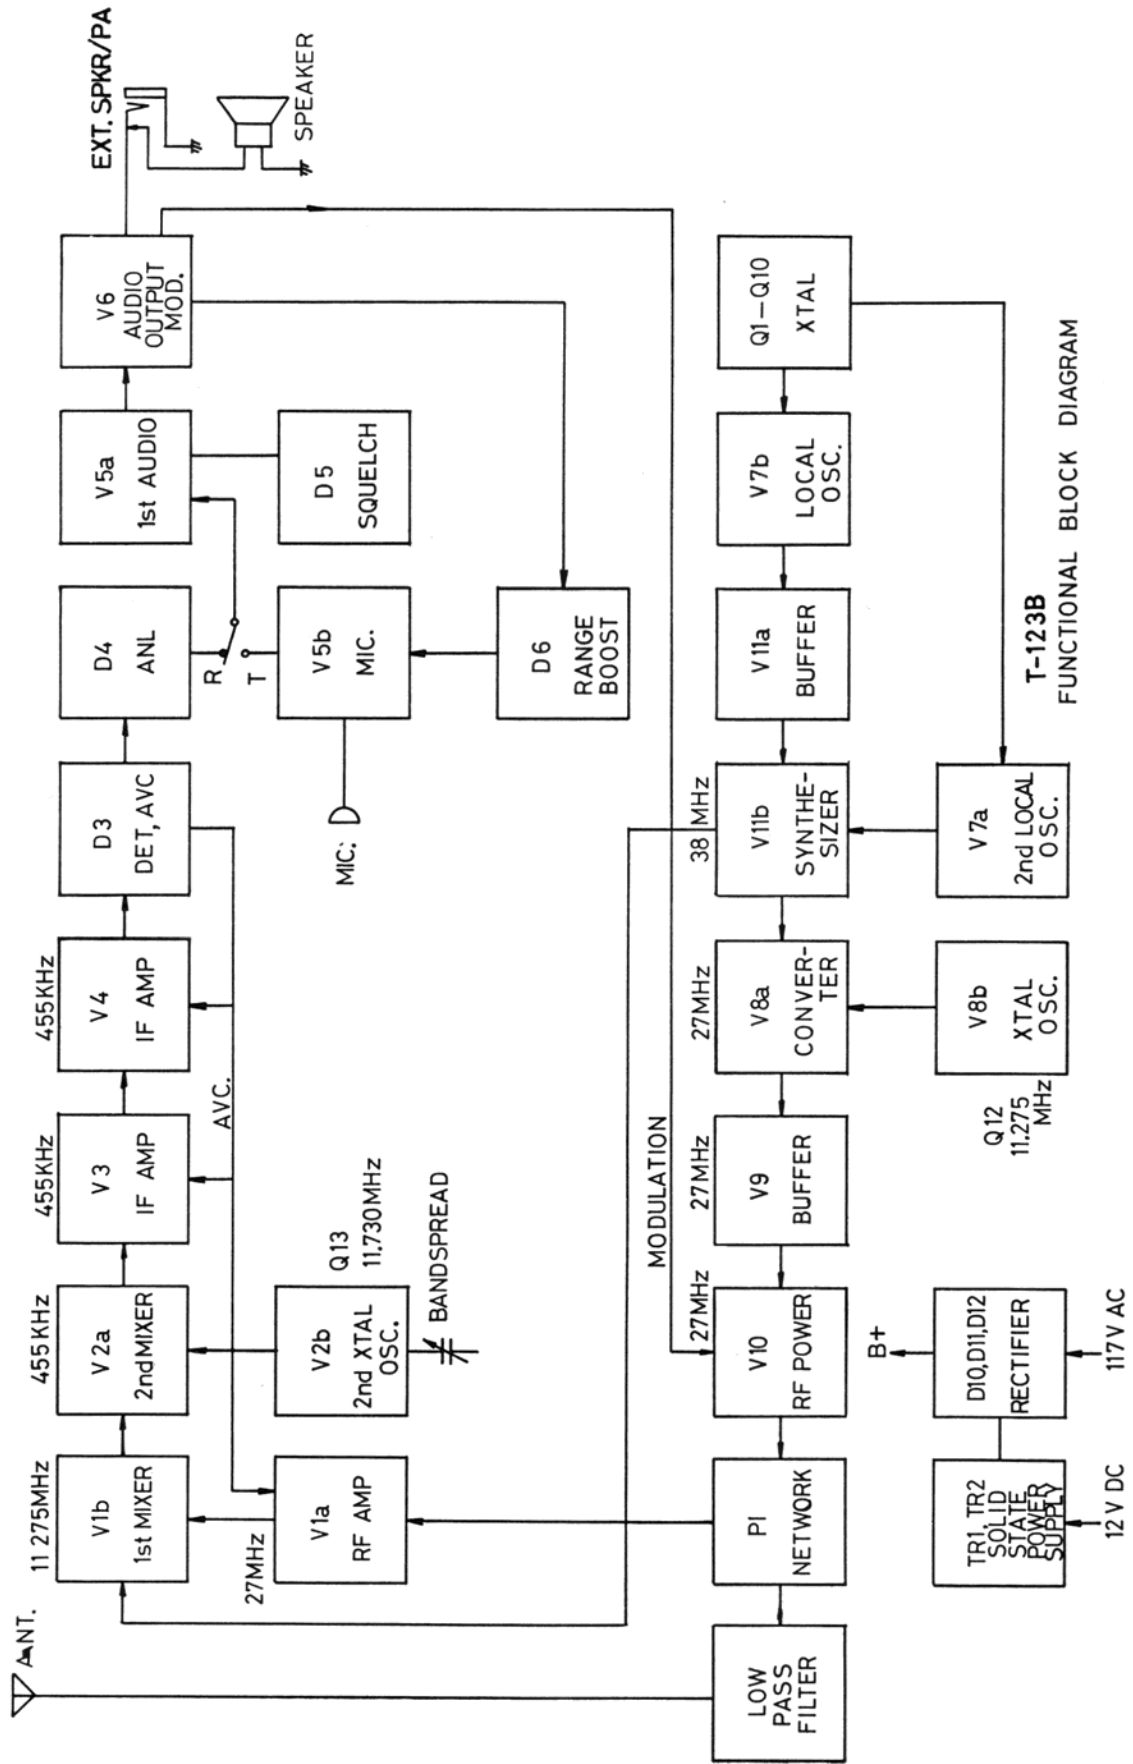 ANT.
11 275MHz
V1b
1st MIXER
455KHz
V2a
2nd MIXER
455KHz
V3
IF AMP
455KHz
V4
IF AMP
D3
DET, AVC
D4
ANL
V5a
1st AUDIO
V6
AUDIO
OUTPUT
MOD.
EXT. SPKR/PA
SPEAKER
AVC.
R
T
27MHz
V1a
RF AMP
V2b
2nd XTAL
OSC.
Q13
11.730MHz
BANDSPREAD
MIC.
V5b
MIC.
D5
SQUELCH
D6
RANGE
BOOST
MODULATION
LOW
PASS
FILTER
PI
NETWORK
27MHz
V10
RF POWER
27MHz
V9
BUFFER
27MHz
V8a
CONVER-
TER
38 MHz
V11b
SYNTHE-
SIZER
V11a
BUFFER
V7b
LOCAL
OSC.
Q1-Q10
XTAL
TR1, TR2
SOLID
STATE
POWER
SUPPLY
12 V DC
B+
D10,D11,D12
RECTIFIER
117V AC
Q12
11.275
MHz
V8b
XTAL
OSC.
V7a
2nd LOCAL
OSC.
T-123B
FUNCTIONAL BLOCK DIAGRAM